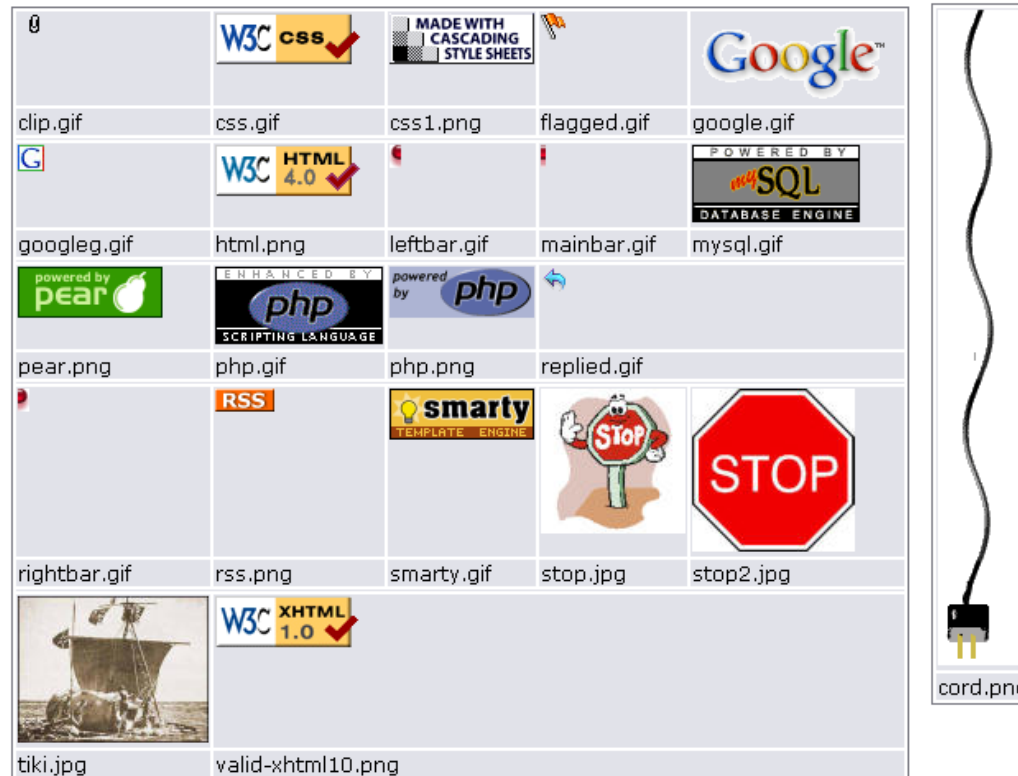 W3C css
MADE WITH
CASCADING
STYLE SHEETS
Google™
clip.gif css.gif css1.png flagged.gif google.gif
G
W3C HTML
4.0
POWERED BY
mySQL
DATABASE ENGINE
googleg.gif html.png leftbar.gif mainbar.gif mysql.gif
powered by
pear
ENHANCED BY
php
SCRIPTING LANGUAGE
powered
by php
pear.png php.gif php.png replied.gif
RSS
smarty
TEMPLATE ENGINE
STOP
STOP
rightbar.gif rss.png smarty.gif stop.jpg stop2.jpg
W3C XHTML
1.0
tiki.jpg valid-xhtml10.png
cord.png